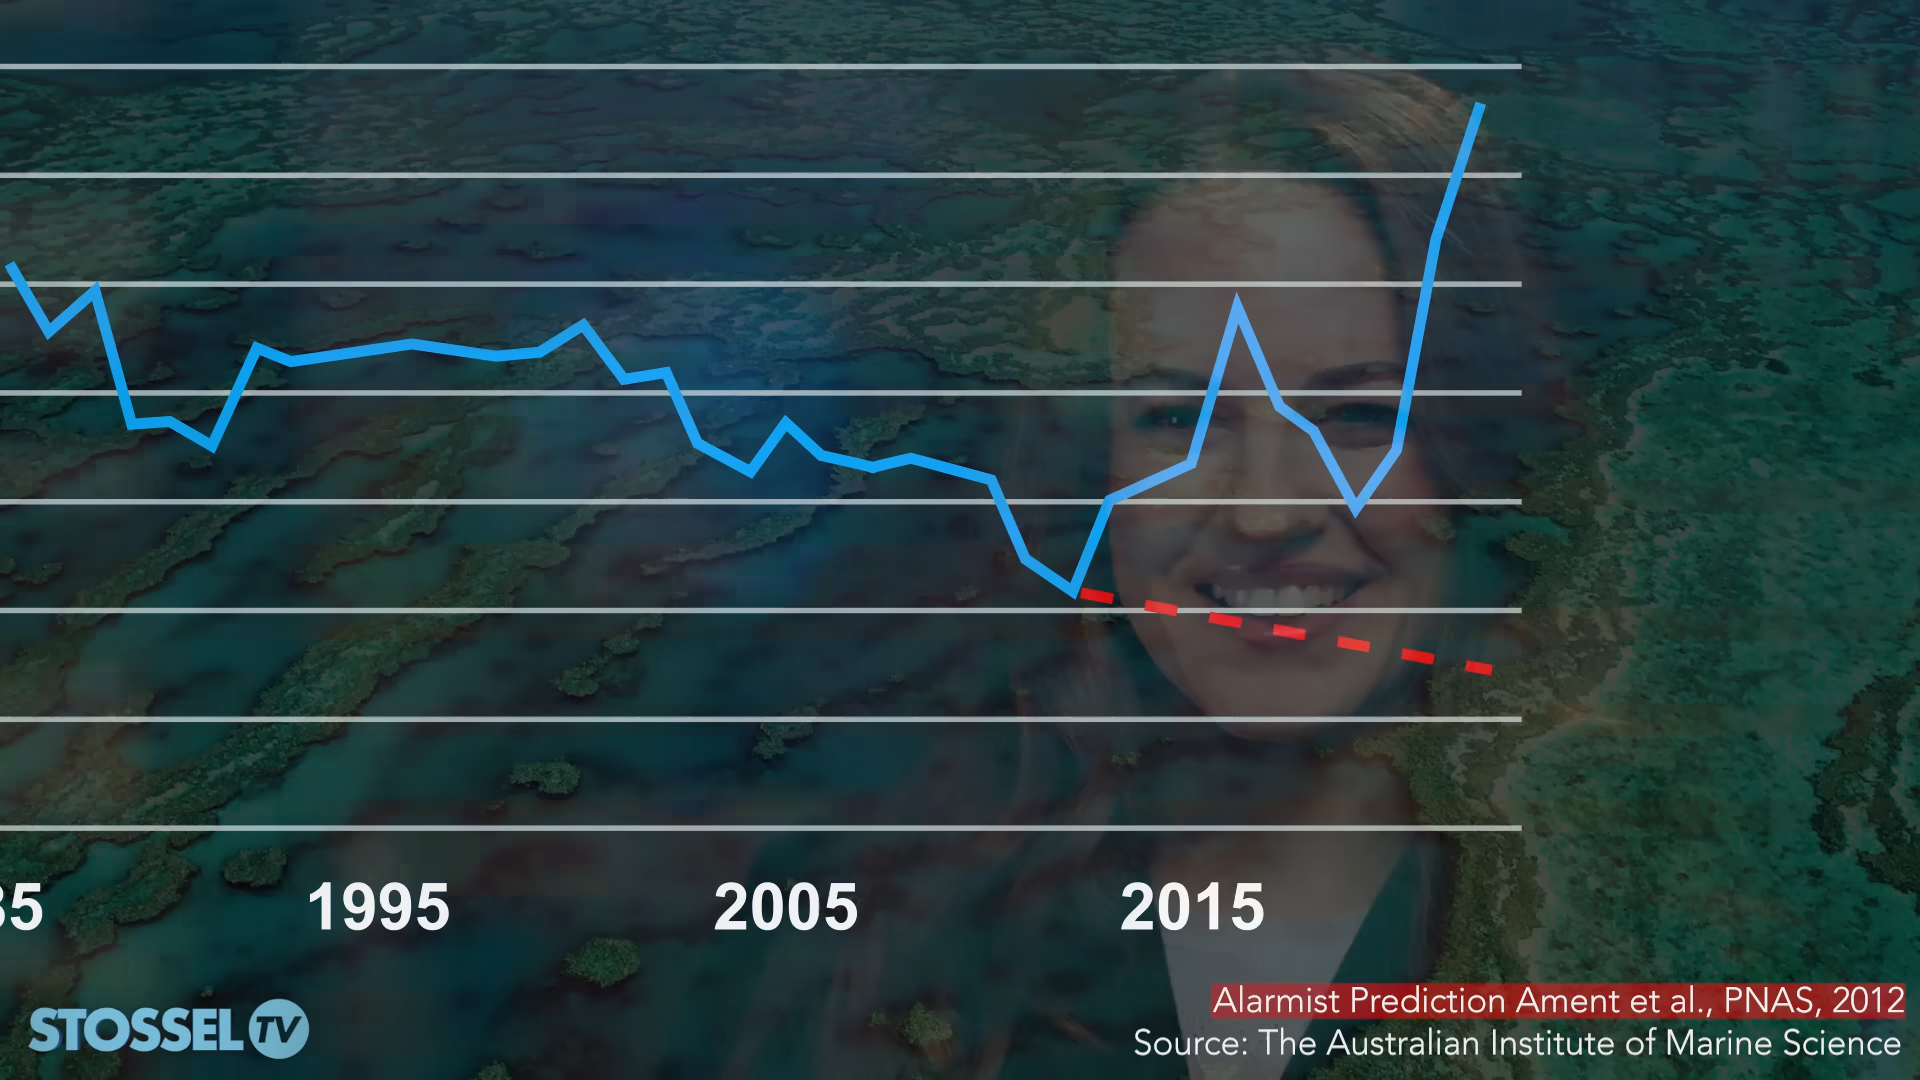 35
1995
2005
2015
STOSSEL TV
Alarmist Prediction Ament et al., PNAS, 2012
Source: The Australian Institute of Marine Science